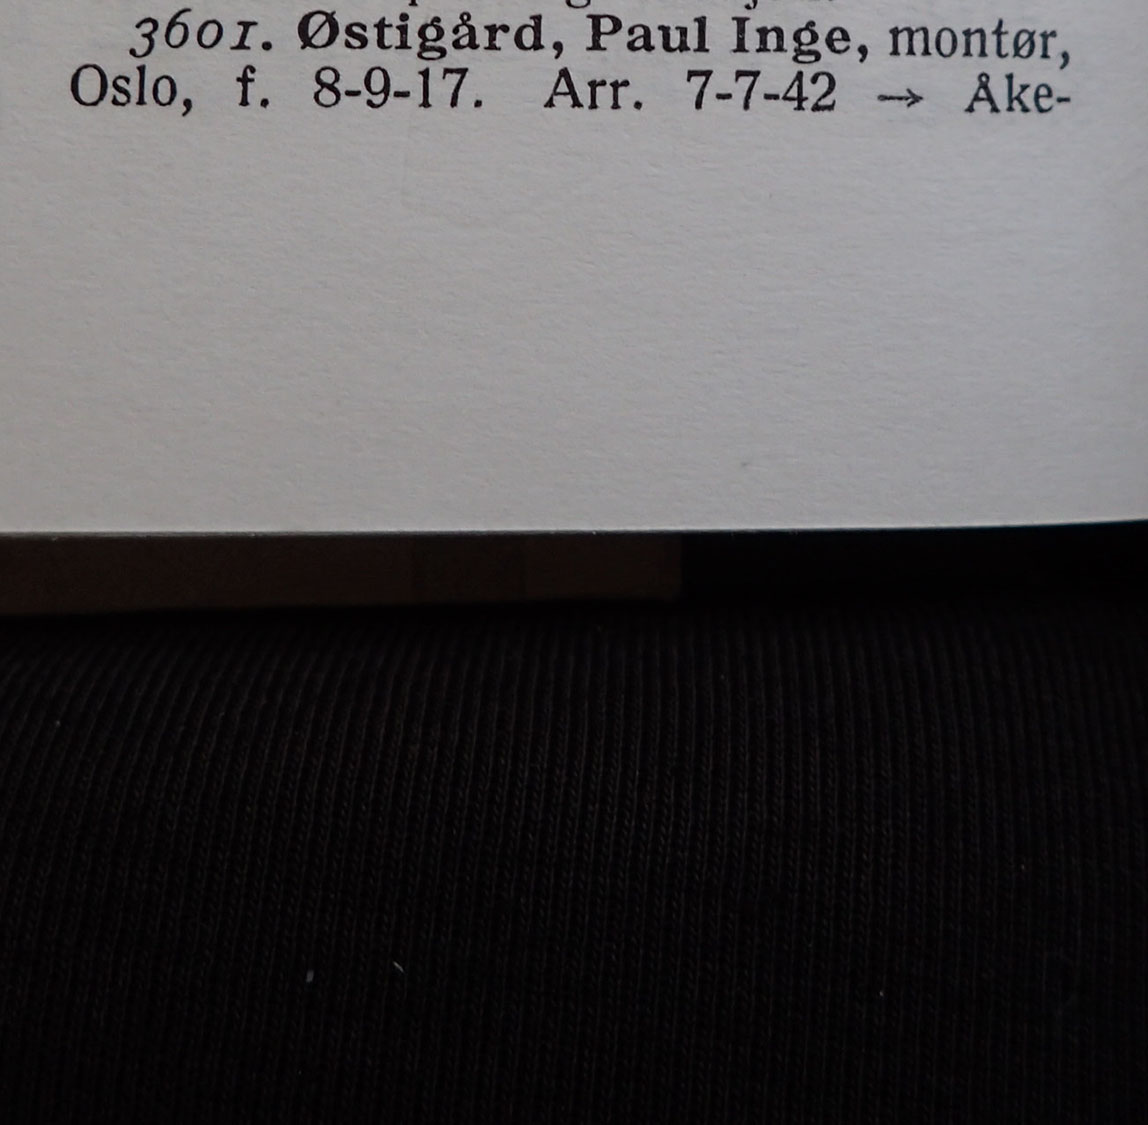 3601. Østigård, Paul Inge, montør,
Oslo, f. 8-9-17. Arr. 7-7-42 → Åke-